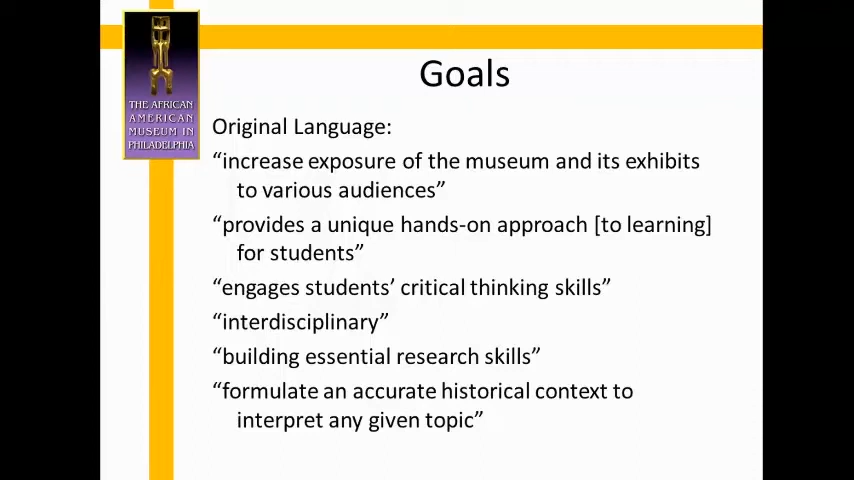 THE AFRICAN
AMERICAN
MUSEUM IN
PHILADELPHIA
Goals
Original Language:
“increase exposure of the museum and its exhibits
to various audiences”
“provides a unique hands-on approach [to learning]
for students”
“engages students’ critical thinking skills”
“interdisciplinary”
“building essential research skills”
“formulate an accurate historical context to
interpret any given topic”